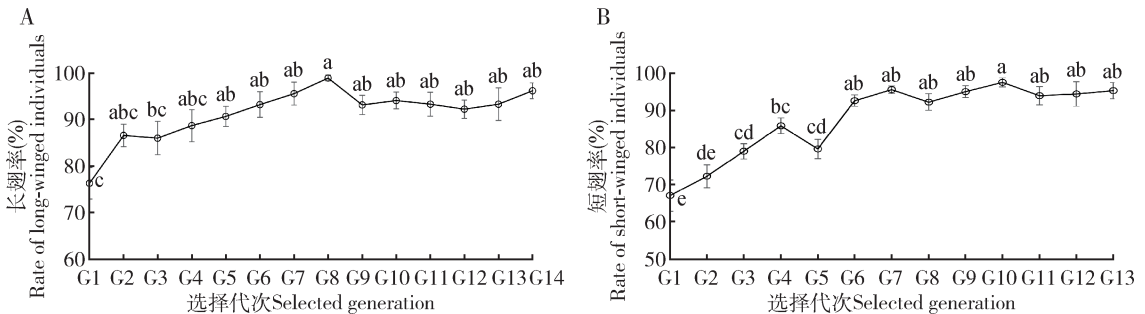 A
长翅率(%)
Rate of long-winged individuals
100
90
80
70
60
c
abc
bc
abc
ab
ab
ab
a
ab
ab
ab
ab
ab
ab
G1 G2 G3 G4 G5 G6 G7 G8 G9 G10 G11 G12 G13 G14
选择代次Selected generation
B
短翅率(%)
Rate of short-winged individuals
100
90
80
70
60
50
e
de
cd
bc
cd
ab
ab
ab
ab
a
ab
ab
ab
G1 G2 G3 G4 G5 G6 G7 G8 G9 G10 G11 G12 G13
选择代次Selected generation